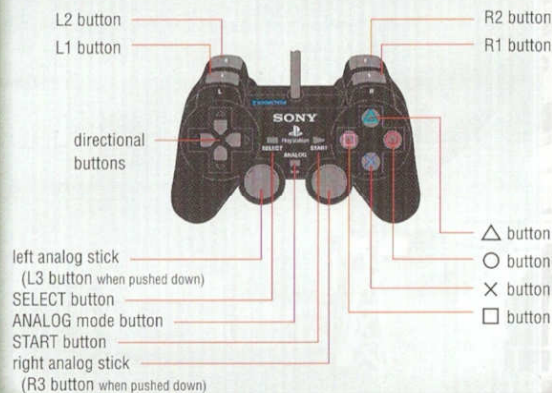 L2 button
L1 button
R2 button
R1 button
L
R
SONY
PlayStation
SELECT
START
ANALOG
directional
buttons
left analog stick
(L3 button when pushed down)
SELECT button
ANALOG mode button
START button
right analog stick
(R3 button when pushed down)
△ button
○ button
× button
□ button